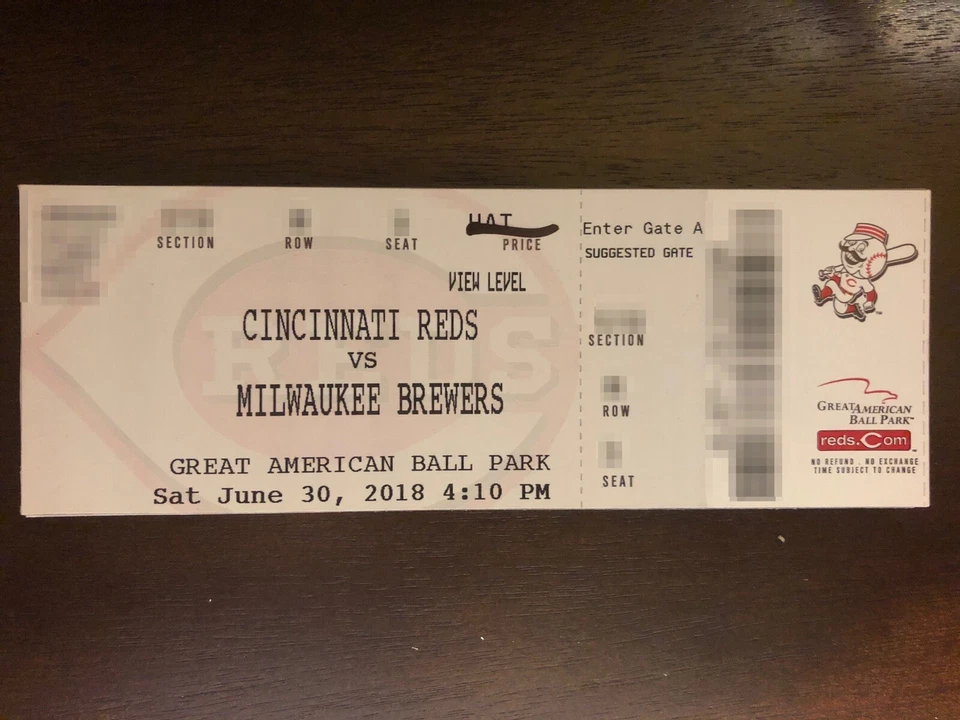 SECTION
ROW
SEAT
PRICE
VIEW LEVEL
CINCINNATI REDS
VS
MILWAUKEE BREWERS
GREAT AMERICAN BALL PARK
Sat June 30, 2018 4:10 PM
REDS
Enter Gate A
SUGGESTED GATE
SECTION
ROW
SEAT
GREAT AMERICAN
BALL PARK™
reds.Com
NO REFUND . NO EXCHANGE
TIME SUBJECT TO CHANGE